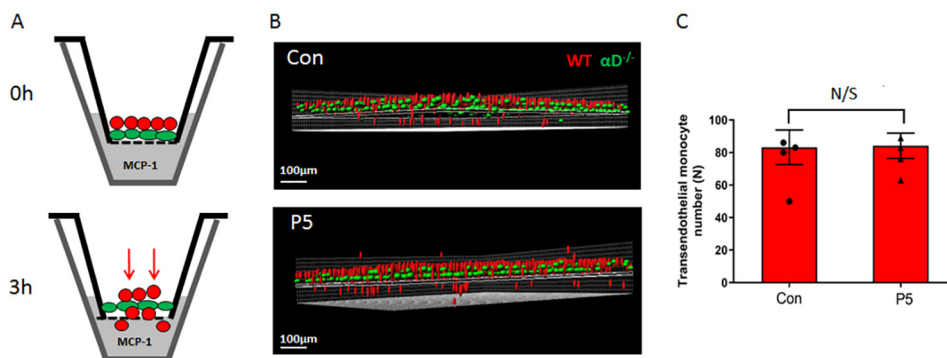 A
0h
MCP-1
3h
MCP-1
B
Con
WT αD-/-
100µm
P5
100µm
C
N/S
Transendothelial monocyte
number (N)
100
80
60
40
20
0
Con
P5